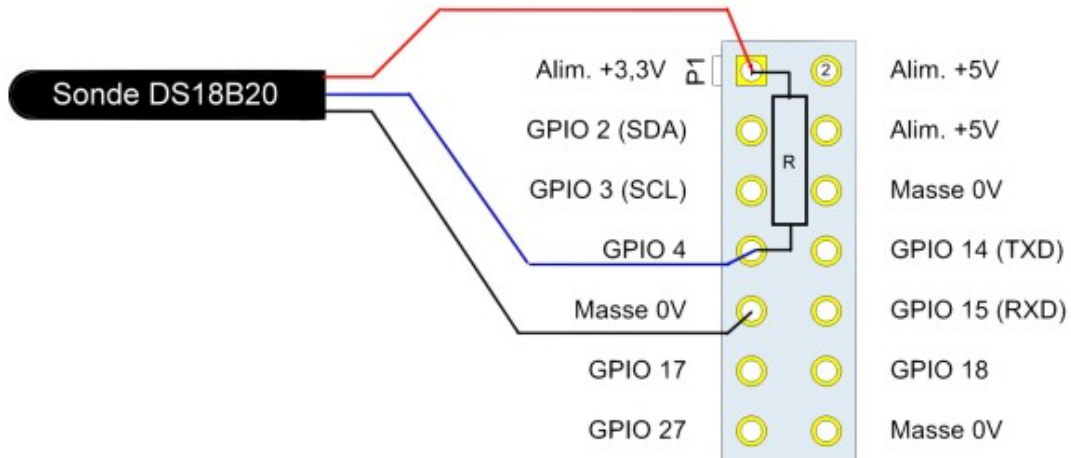 Sonde DS18B20
P1
2
R
Alim. +3,3V
Alim. +5V
GPIO 2 (SDA)
Alim. +5V
GPIO 3 (SCL)
Masse 0V
GPIO 4
GPIO 14 (TXD)
Masse 0V
GPIO 15 (RXD)
GPIO 17
GPIO 18
GPIO 27
Masse 0V